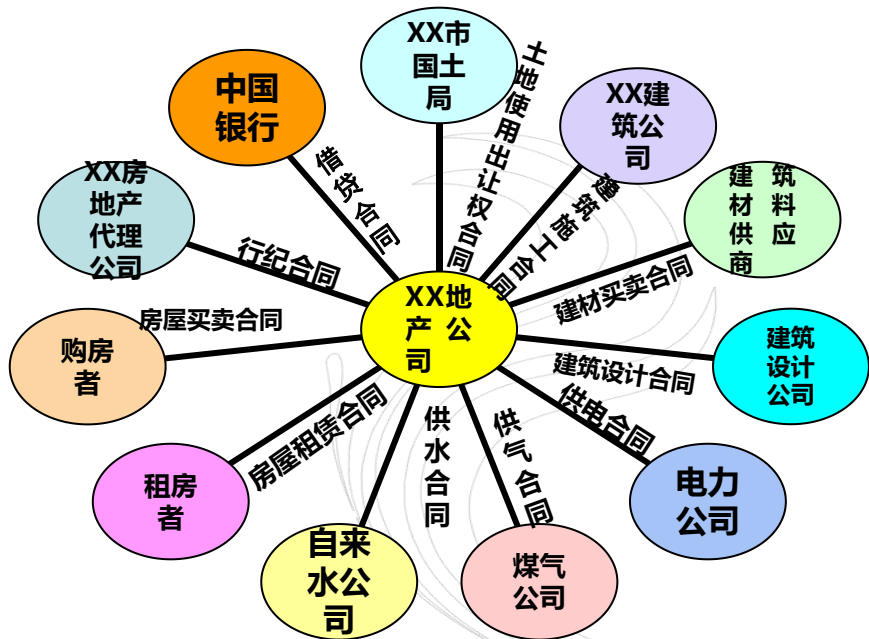 XX市
国土
局
中国
银行
XX建
筑公
司
XX房
地产
代理
公司
建 筑
材 料
供 应
商
土地使用出让权合同
借贷合同
建筑施工合同
行纪合同
建材买卖合同
房屋买卖合同
XX地
产 公
司
购房
者
建筑
设计
公司
建筑设计合同
房屋租赁合同
供水合同
供气合同
供电合同
租房
者
电力
公司
自来
水公
司
煤气
公司